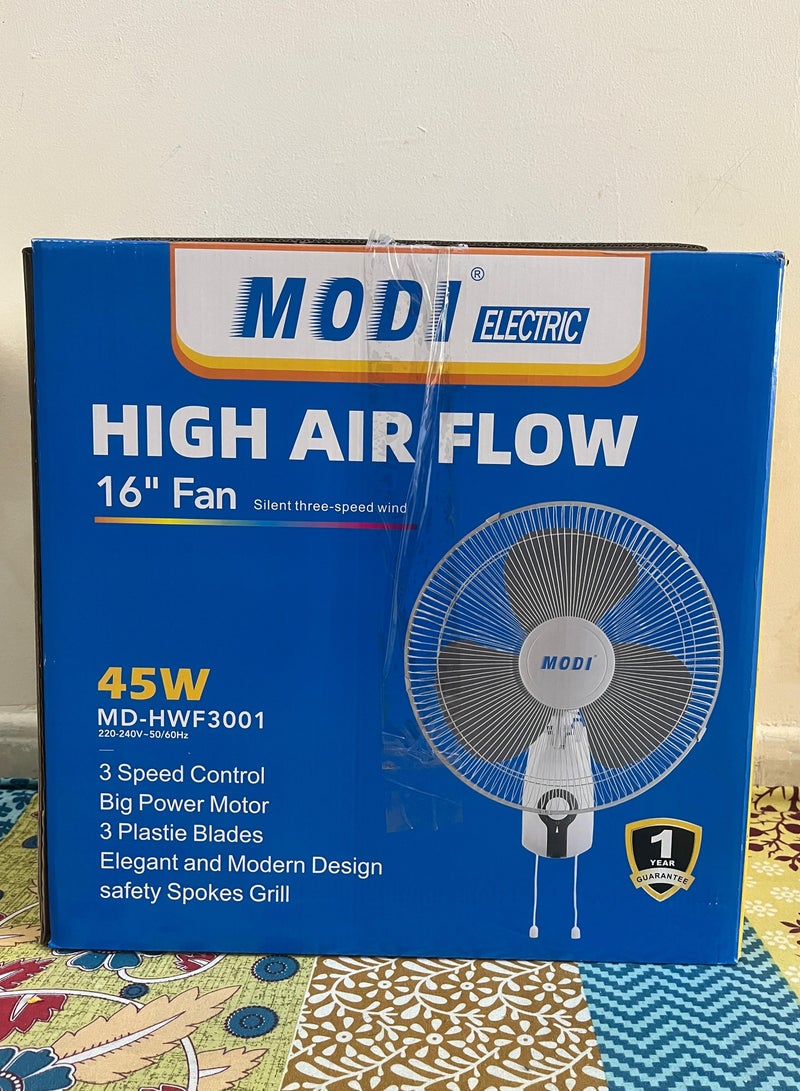 MODI® ELECTRIC
HIGH AIR FLOW
16" Fan Silent three-speed wind
MODI
45W
MD-HWF3001
220-240V~50/60Hz
3 Speed Control
Big Power Motor
3 Plastie Blades
Elegant and Modern Design
safety Spokes Grill
1
YEAR
GUARANTEE